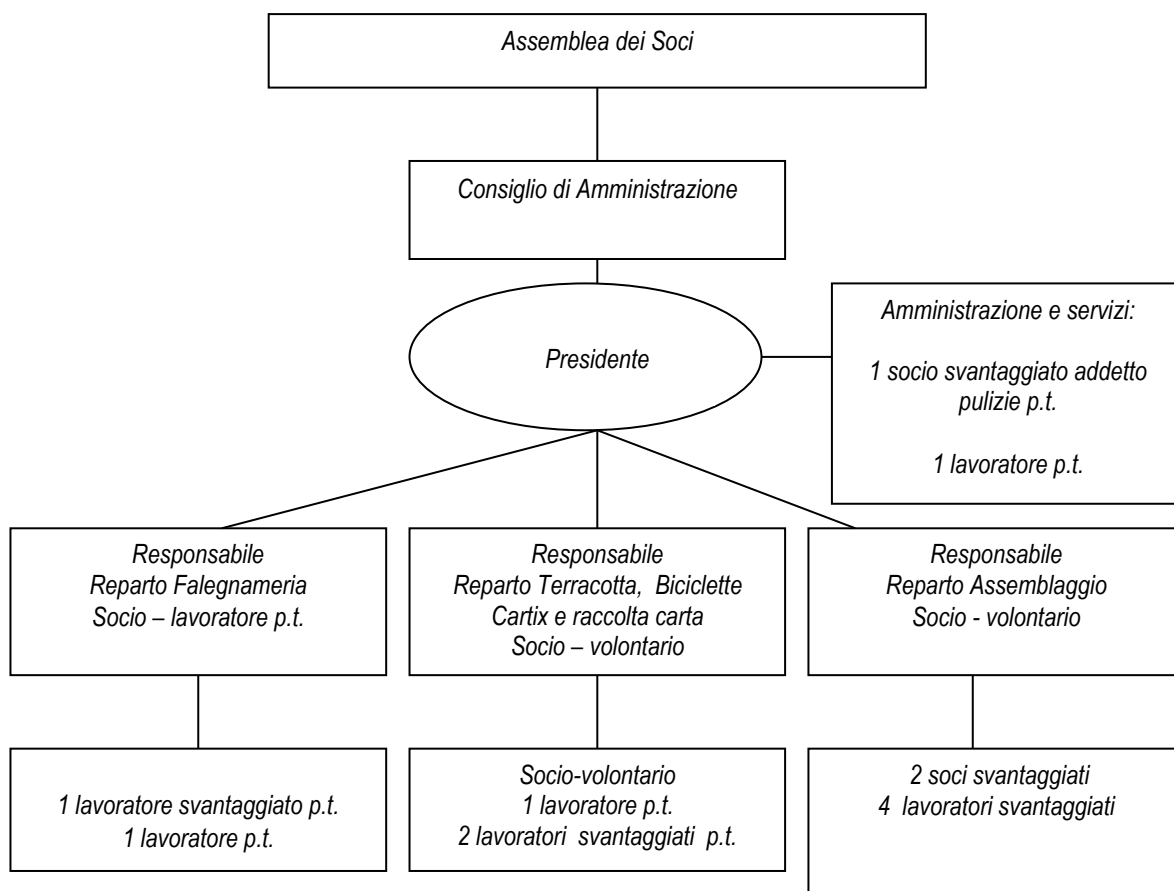 Assemblea dei Soci
Consiglio di Amministrazione
Presidente
Amministrazione e servizi:
1 socio svantaggiato addetto
pulizie p.t.
1 lavoratore p.t.
Responsabile
Reparto Falegnameria
Socio – lavoratore p.t.
Responsabile
Reparto Terracotta, Biciclette
Cartix e raccolta carta
Socio – volontario
Responsabile
Reparto Assemblaggio
Socio - volontario
1 lavoratore svantaggiato p.t.
1 lavoratore p.t.
Socio-volontario
1 lavoratore p.t.
2 lavoratori svantaggiati p.t.
2 soci svantaggiati
4 lavoratori svantaggiati